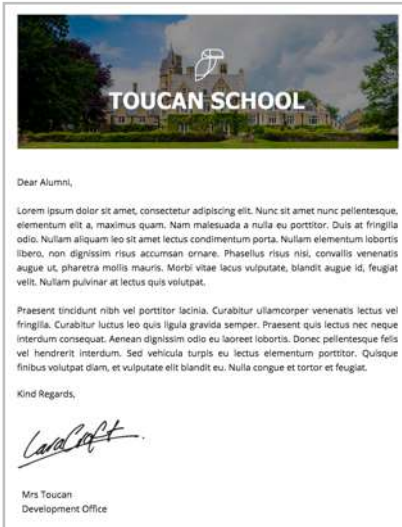 TOUCAN SCHOOL
Dear Alumni,
Lorem ipsum dolor sit amet, consectetur adipiscing elit. Nunc sit amet nunc pellentesque,
elementum elit a, maximus quam. Nam malesuada a nulla eu porttitor. Duis at fringilla
odio. Nullam aliquam leo sit amet lectus condimentum porta. Nullam elementum lobortis
libero, non dignissim risus accumsan ornare. Phasellus risus nisi, convallis venenatis
augue ut, pharetra mollis mauris. Morbi vitae lacus vulputate, blandit augue id, feugiat
velit. Nullam pulvinar at lectus quis volutpat.
Praesent tincidunt nibh vel porttitor lacinia. Curabitur ullamcorper venenatis lectus vel
fringilla. Curabitur luctus leo quis ligula gravida semper. Praesent quis lectus nec neque
interdum consequat. Aenean dignissim odio eu laoreet lobortis. Donec pellentesque felis
vel hendrerit interdum. Sed vehicula turpis eu lectus elementum porttitor. Quisque
finibus volutpat diam, et vulputate elit blandit eu. Nulla congue et tortor et feugiat.
Kind Regards,
Lara Croft
Mrs Toucan
Development Office